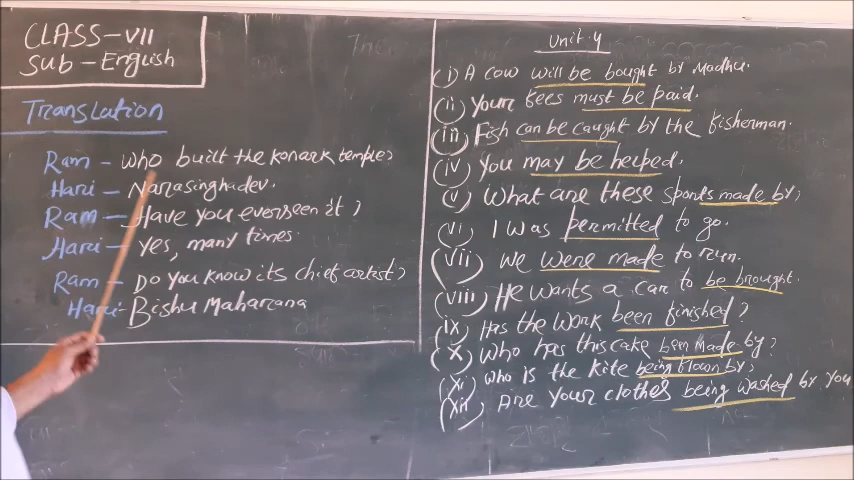 CLASS-VII
SUB-English
Translation
Ram - Who built the konark temple?
Hari - Narasinghadev.
Ram - Have you ever seen it?
Hari - Yes, many times.
Ram - Do you know its chief artist?
Hari - Bishu Maharana
Unit-4
(i) A cow will be bought by Madhu.
(ii) Your fees must be paid.
(iii) Fish can be caught by the fisherman.
(iv) You may be helped.
(v) What are these sponds made by?
(vi) I was permitted to go.
(vii) We were made to run.
(viii) He wants a car to be brought.
(ix) Has the work been finished?
(x) Who has this cake been made by?
(xi) Who is the kite being flown by?
(xii) Are your clothes being washed by you